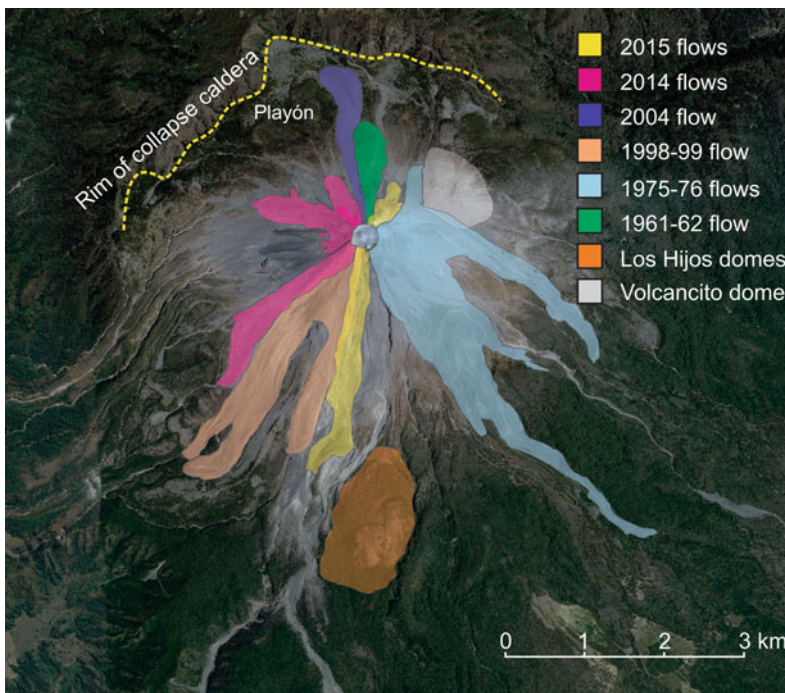 Rim of collapse caldera
Playón
2015 flows
2014 flows
2004 flow
1998-99 flow
1975-76 flows
1961-62 flow
Los Hijos domes
Volcancito dome
0 1 2 3 km